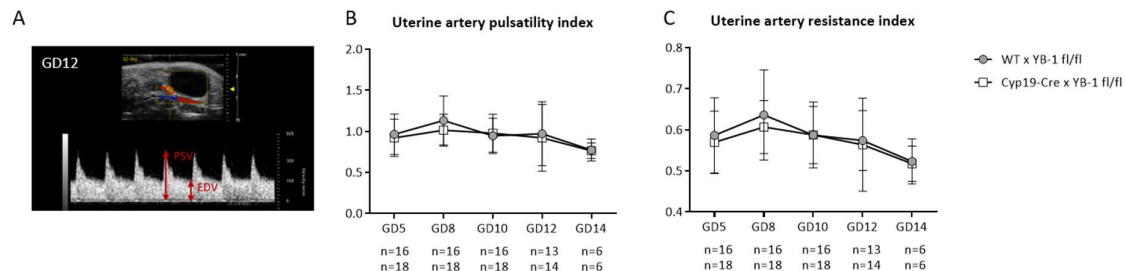 A
GD12
PSV
EDV
B
Uterine artery pulsatility index
2.0
1.5
1.0
0.5
0.0
GD5 GD8 GD10 GD12 GD14
n=16 n=16 n=16 n=13 n=6
n=18 n=18 n=18 n=14 n=6
C
Uterine artery resistance index
0.8
0.7
0.6
0.5
0.4
GD5 GD8 GD10 GD12 GD14
n=16 n=16 n=16 n=13 n=6
n=18 n=18 n=18 n=14 n=6
WT x YB-1 fl/fl
Cyp19-Cre x YB-1 fl/fl